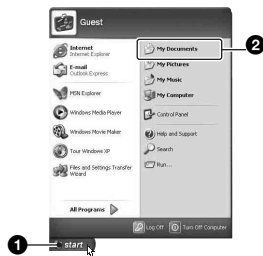 Guest
Internet
Internet Explorer
My Documents
2
E-mail
Outlook Express
My Pictures
My Music
MSN Explorer
My Computer
Windows Media Player
Control Panel
Windows Movie Maker
Help and Support
Tour Windows XP
Search
Files and Settings Transfer
Wizard
Run...
All Programs
Log Off
Turn Off Computer
1
start